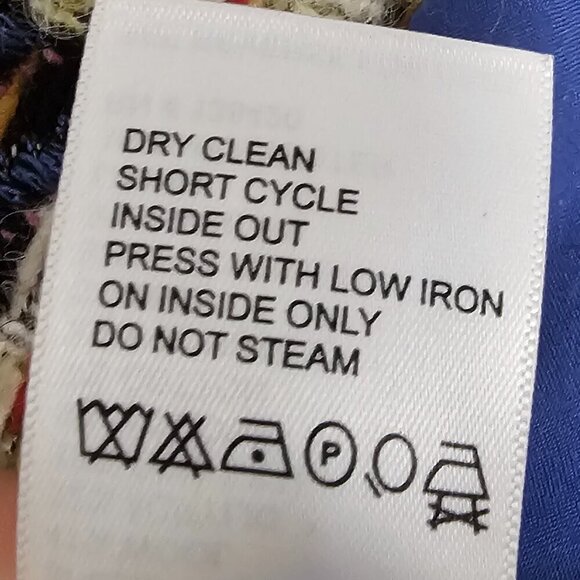 DRY CLEAN
SHORT CYCLE
INSIDE OUT
PRESS WITH LOW IRON
ON INSIDE ONLY
DO NOT STEAM
P